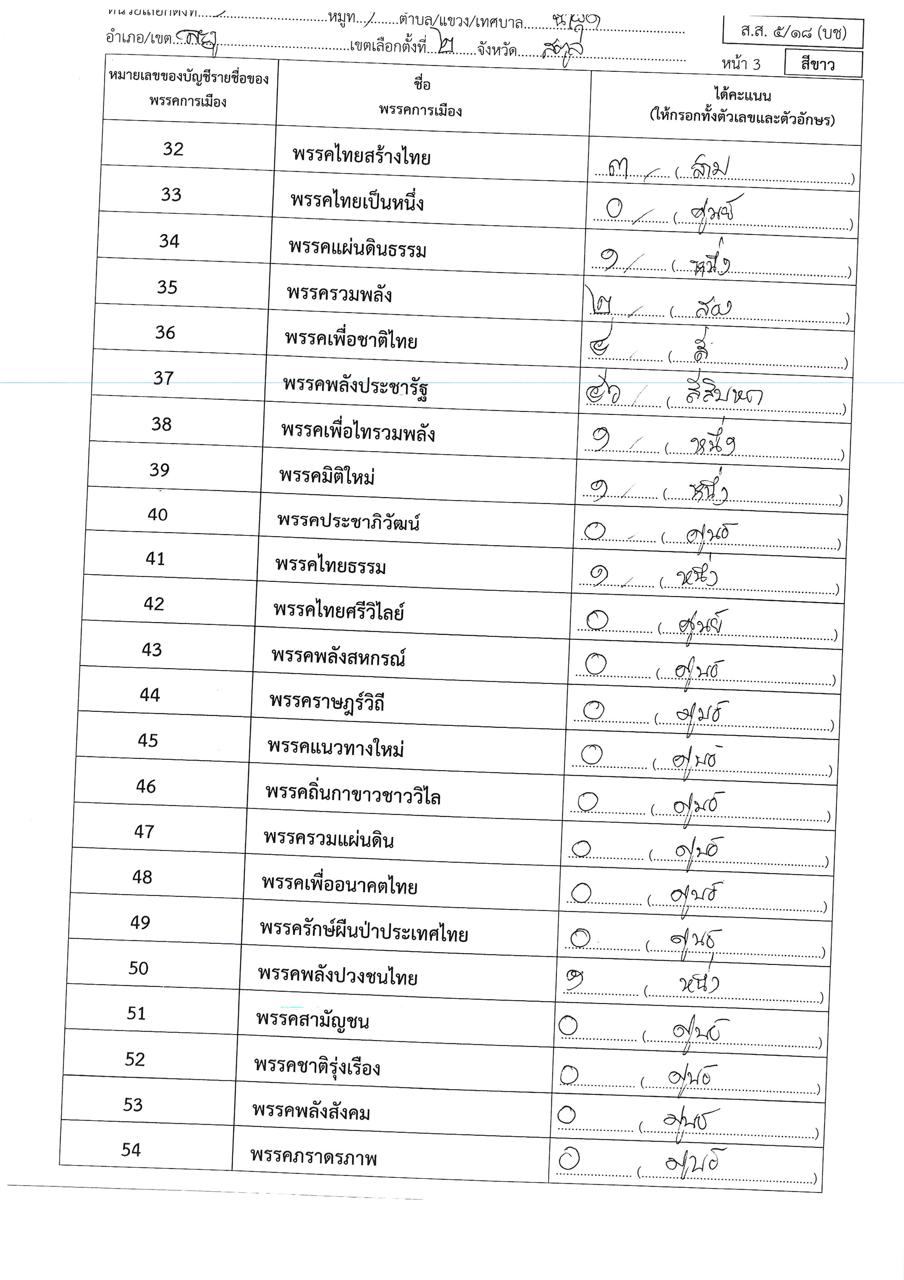 หน่วยเลือกตั้งที่ หมู่ที่ ตำบล/แขวง/เทศบาล
ส.ส. ๕/๑๘ (บช)
อำเภอ/เขต เขตเลือกตั้งที่ ๒ จังหวัด สตูล
หน้า 3 สีขาว
หมายเลขของบัญชีรายชื่อของ พรรคการเมือง ชื่อ พรรคการเมือง ได้คะแนน (ให้กรอกทั้งตัวเลขและตัวอักษร)
32 พรรคไทยสร้างไทย ๓ / (สาม)
33 พรรคไทยเป็นหนึ่ง ๐ / (ศูนย์)
34 พรรคแผ่นดินธรรม ๑ / (หนึ่ง)
35 พรรครวมพลัง ๒ / (สอง)
36 พรรคเพื่อชาติไทย ๔ / (สี่)
37 พรรคพลังประชารัฐ ๔๖ / (สี่สิบหก)
38 พรรคเพื่อไทรวมพลัง ๑ / (หนึ่ง)
39 พรรคมิติใหม่ ๑ / (หนึ่ง)
40 พรรคประชาภิวัฒน์ ๐ / (ศูนย์)
41 พรรคไทยธรรม ๑ / (หนึ่ง)
42 พรรคไทยศรีวิไลย์ ๐ (ศูนย์)
43 พรรคพลังสหกรณ์ ๐ (ศูนย์)
44 พรรคราษฎร์วิถี ๐ (ศูนย์)
45 พรรคแนวทางใหม่ ๐ (ศูนย์)
46 พรรคถิ่นกาขาวชาววิไล ๐ (ศูนย์)
47 พรรครวมแผ่นดิน ๐ (ศูนย์)
48 พรรคเพื่ออนาคตไทย ๐ (ศูนย์)
49 พรรครักษ์ผืนป่าประเทศไทย ๐ (ศูนย์)
50 พรรคพลังปวงชนไทย ๑ (หนึ่ง)
51 พรรคสามัญชน ๐ (ศูนย์)
52 พรรคชาติรุ่งเรือง ๐ (ศูนย์)
53 พรรคพลังสังคม ๐ (ศูนย์)
54 พรรคภราดรภาพ ๐ (ศูนย์)